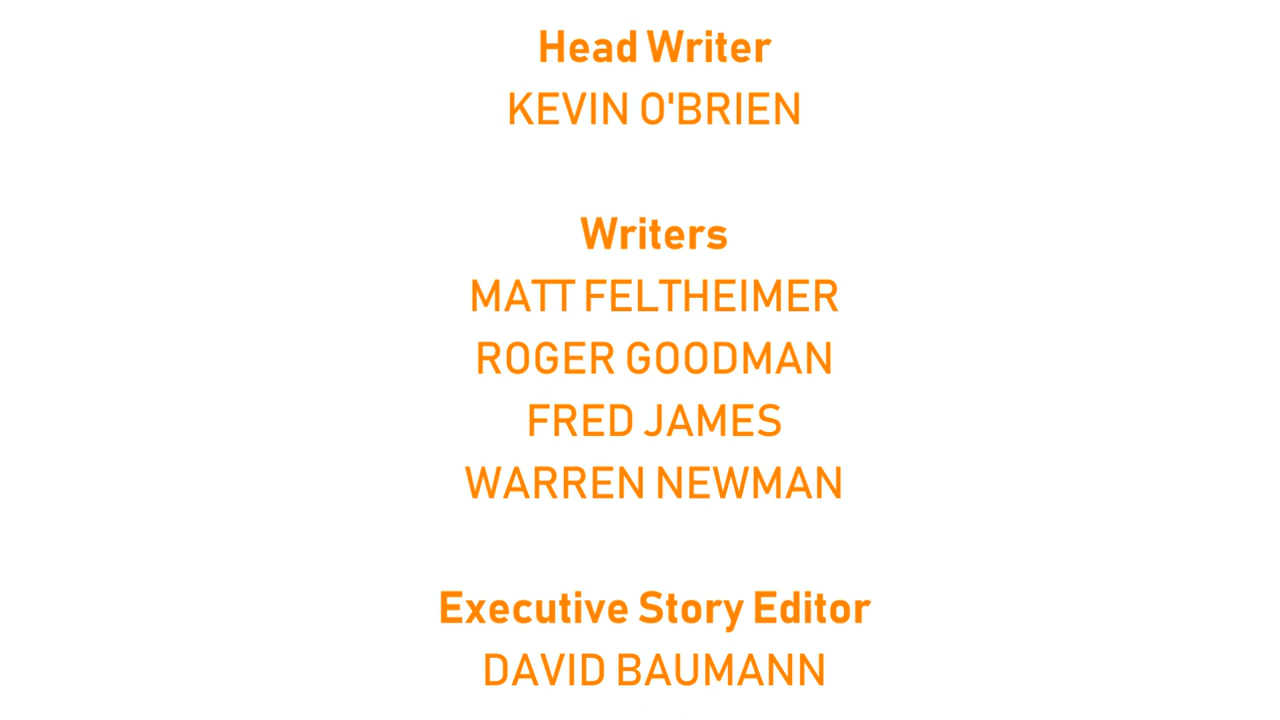 Head Writer
KEVIN O'BRIEN
Writers
MATT FELTHEIMER
ROGER GOODMAN
FRED JAMES
WARREN NEWMAN
Executive Story Editor
DAVID BAUMANN